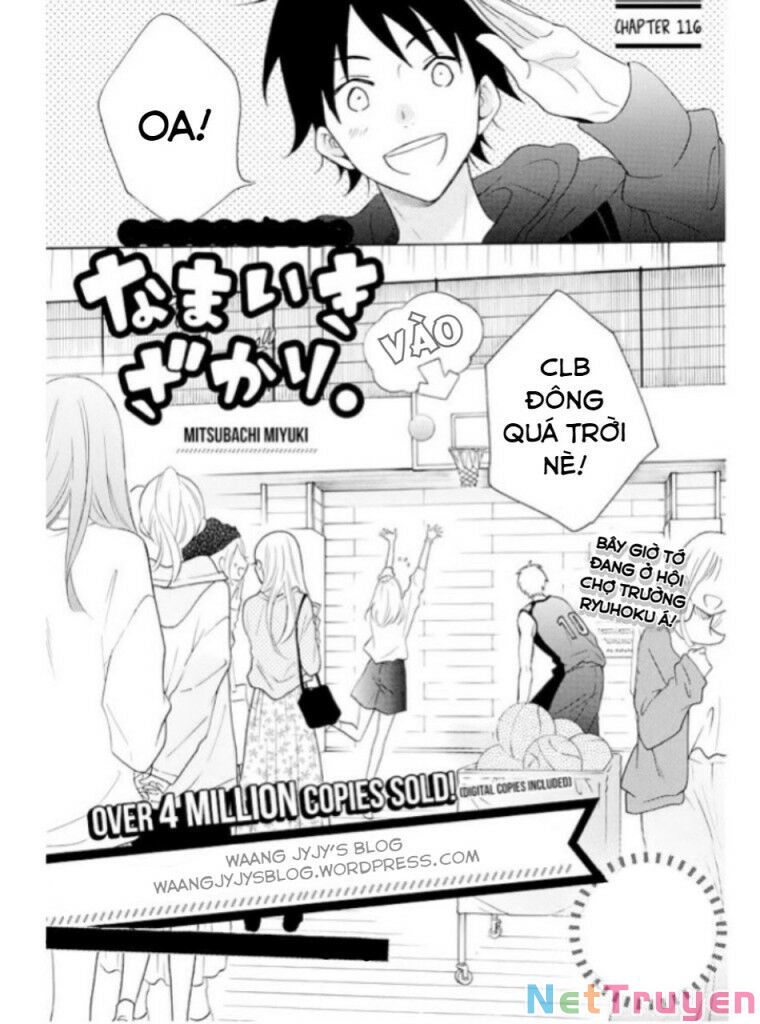 CHAPTER 116
OA!
なまいき
ざかり。
MITSUBACHI MIYUKI
VÀO
CLB
ĐÔNG
QUÁ TRỜI
NÈ!
BÂY GIỜ TỚ
ĐANG Ở HỘI
CHỢ TRƯỜNG
RYUHOKU Á!
10
OVER 4 MILLION COPIES SOLD! (DIGITAL COPIES INCLUDED)
WAANG JYJY'S BLOG
WAANGJYJYSBLOG.WORDPRESS.COM
NetTruyen